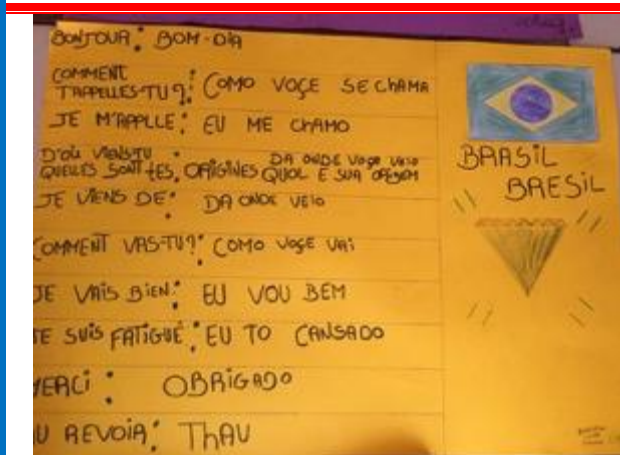 BONJOUR : BOM-DIA
COMMENT
T'APPELLES-TU ? : COMO VOÇE SE CHAMA
JE M'APPLLE : EU ME CHAMO
D'OÙ VIENS-TU :
QUELLES SONT TES ORIGINES
DA ONDE VOÇE VEIO
QUOL E SUA ORIGEM
JE VIENS DE : DA ONDE VEIO
COMMENT VAS-TU ? : COMO VOÇE VAI
JE VAIS BIEN : EU VOU BEM
JE SUIS FATIGUÉ : EU TO CANSADO
MERCI : OBRIGADO
AU REVOIR : THAU
BRASIL
BRESIL